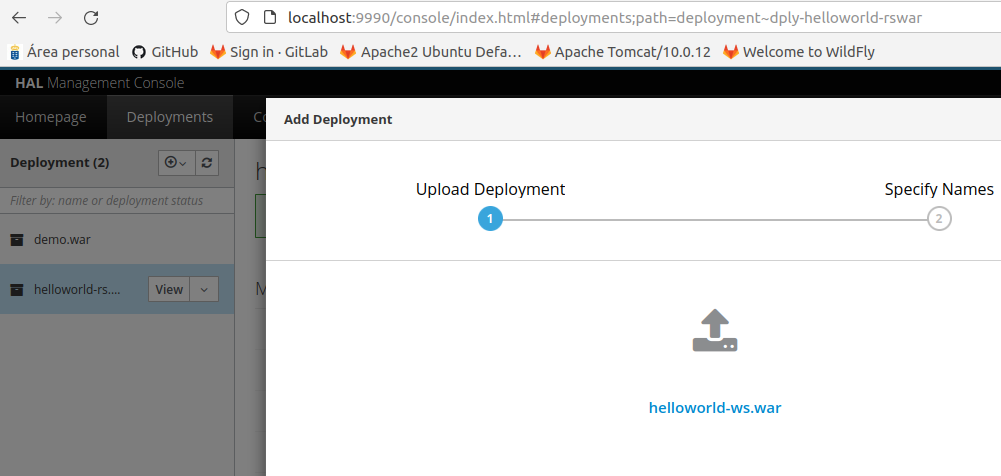 localhost:9990/console/index.html#deployments;path=deployment~dply-helloworld-rswar
Área personal GitHub Sign in · GitLab Apache2 Ubuntu Defa… Apache Tomcat/10.0.12 Welcome to WildFly
HAL Management Console
Homepage Deployments Co
Add Deployment
Deployment (2)
Filter by: name or deployment status
Upload Deployment Specify Names
1 2
demo.war
helloworld-rs.... View
helloworld-ws.war